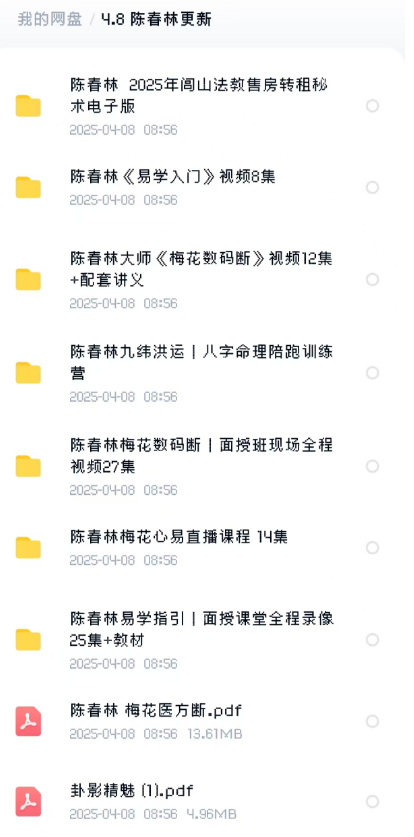 我的网盘 / 4.8 陈春林更新
陈春林 2025年闾山法教售房转租秘
术电子版
2025-04-08 08:56
陈春林《易学入门》视频8集
2025-04-08 08:56
陈春林大师《梅花数码断》视频12集
+配套讲义
2025-04-08 08:56
陈春林九纬洪运丨八字命理陪跑训练
营
2025-04-08 08:56
陈春林梅花数码断丨面授班现场全程
视频27集
2025-04-08 08:56
陈春林梅花心易直播课程 14集
2025-04-08 08:56
陈春林易学指引丨面授课堂全程录像
25集+教材
2025-04-08 08:56
陈春林 梅花医方断.pdf
2025-04-08 08:56 13.61MB
卦影精魅 (1).pdf
2025-04-08 08:56 4.96MB